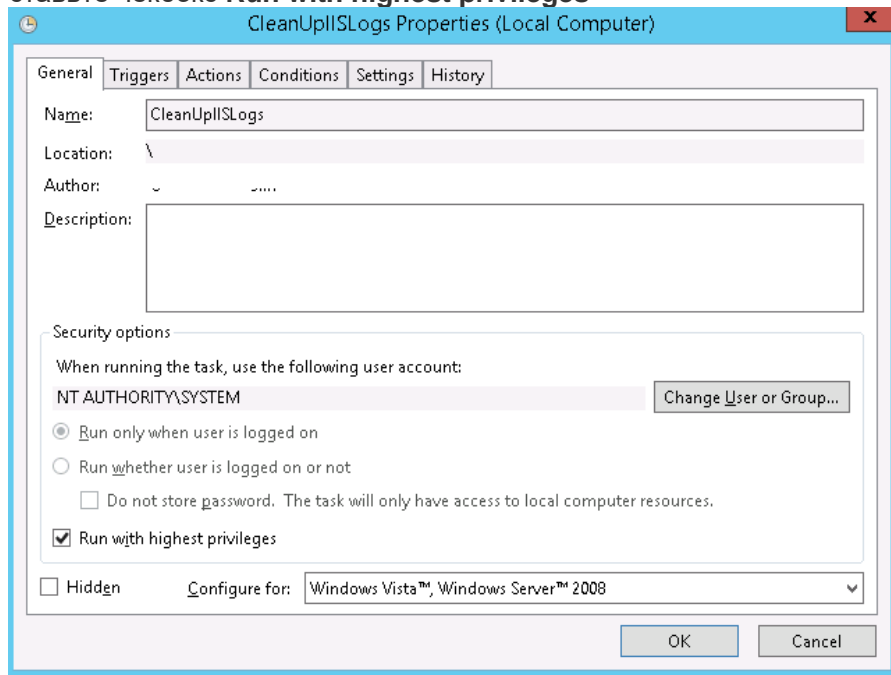 Run with highest privileges
CleanUpIISLogs Properties (Local Computer)
x
General Triggers Actions Conditions Settings History
Name: CleanUpIISLogs
Location: \
Author:
Description:
Security options
When running the task, use the following user account:
NT AUTHORITY\SYSTEM Change User or Group...
Run only when user is logged on
Run whether user is logged on or not
Do not store password. The task will only have access to local computer resources.
Run with highest privileges
Hidden Configure for: Windows Vista™, Windows Server™ 2008
OK Cancel